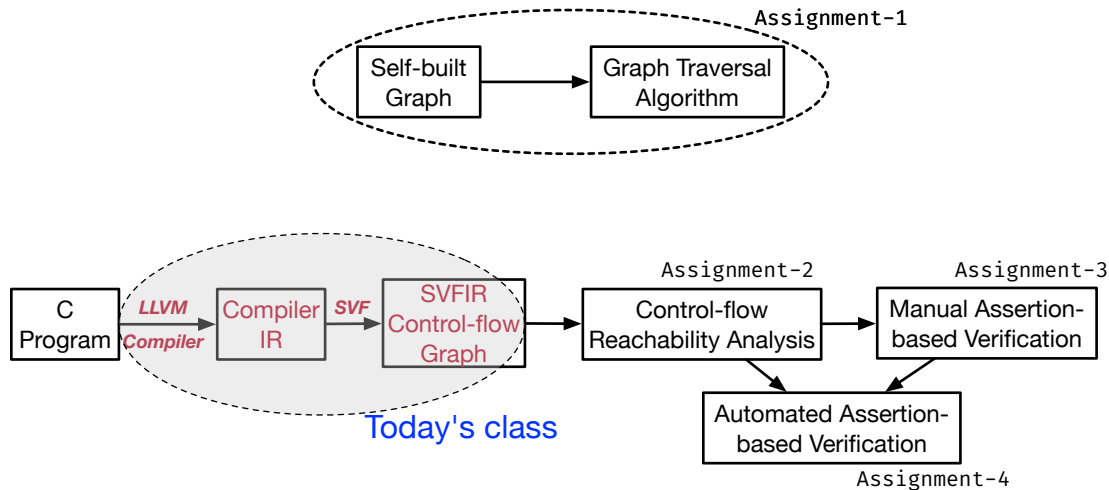 Assignment-1
Self-built
Graph
Graph Traversal
Algorithm
Assignment-2
Assignment-3
C
Program
LLVM
Compiler
Compiler
IR
SVF
SVFIR
Control-flow
Graph
Control-flow
Reachability Analysis
Manual Assertion-
based Verification
Today's class
Automated Assertion-
based Verification
Assignment-4